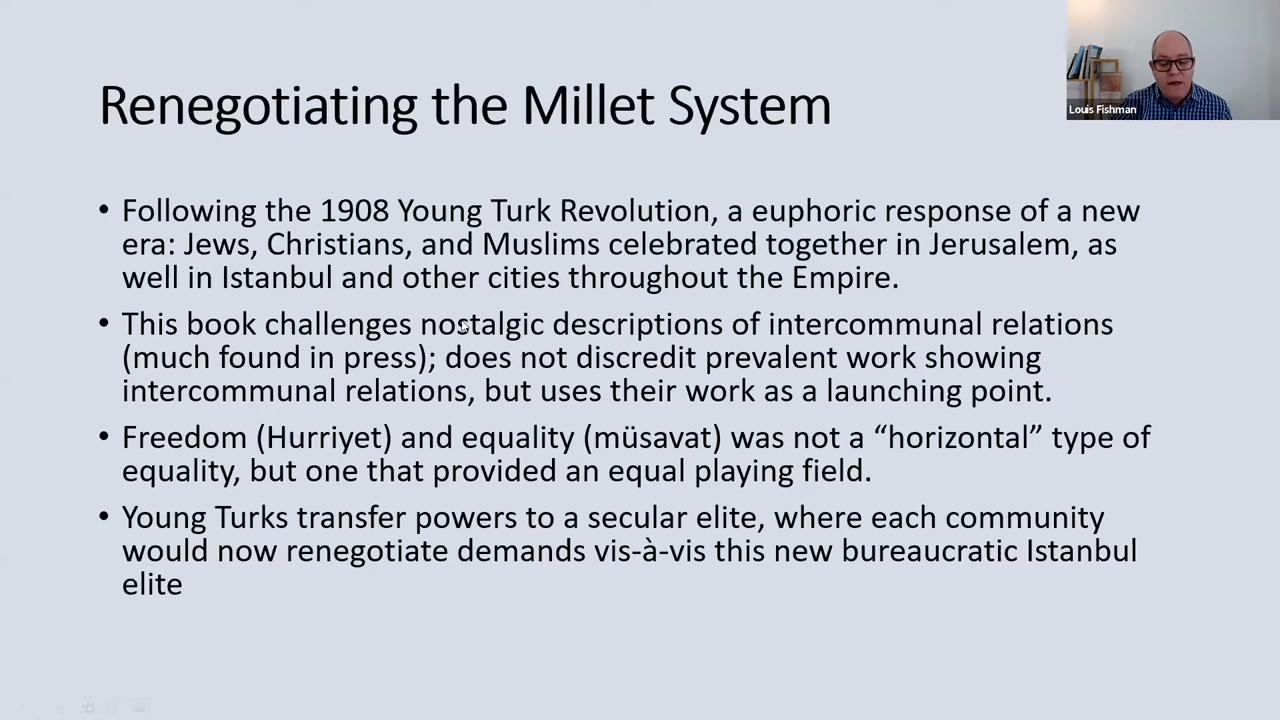 Renegotiating the Millet System
Louis Fishman
• Following the 1908 Young Turk Revolution, a euphoric response of a new
era: Jews, Christians, and Muslims celebrated together in Jerusalem, as
well in Istanbul and other cities throughout the Empire.
• This book challenges nostalgic descriptions of intercommunal relations
(much found in press); does not discredit prevalent work showing
intercommunal relations, but uses their work as a launching point.
• Freedom (Hurriyet) and equality (müsavat) was not a “horizontal” type of
equality, but one that provided an equal playing field.
• Young Turks transfer powers to a secular elite, where each community
would now renegotiate demands vis-à-vis this new bureaucratic Istanbul
elite